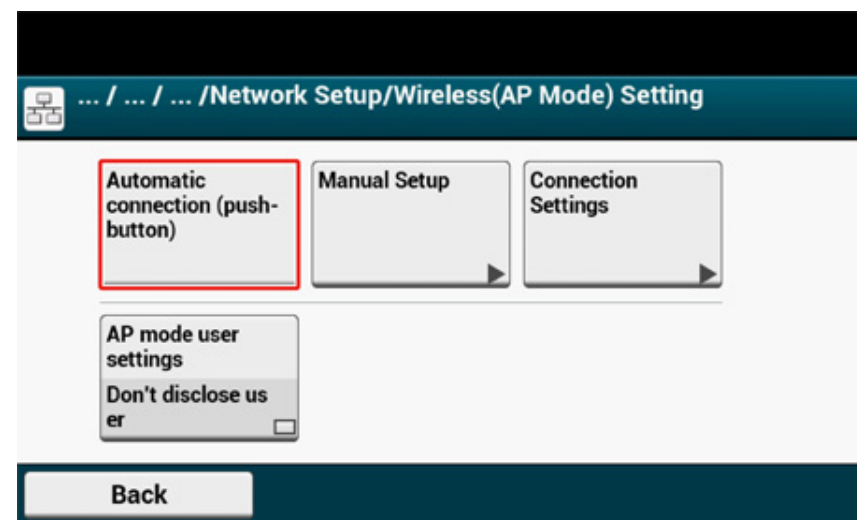 ... / ... / ... /Network Setup/Wireless(AP Mode) Setting
Automatic
connection (push-
button)
Manual Setup
Connection
Settings
AP mode user
settings
Don't disclose us
er
Back